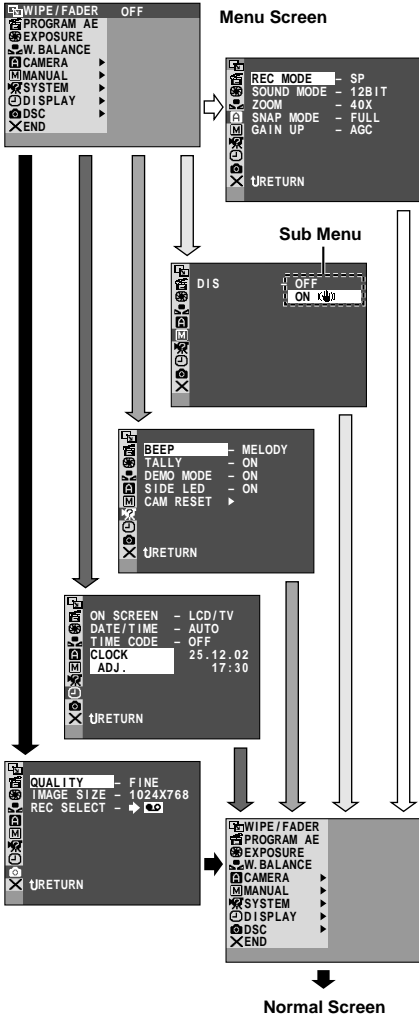 Menu Screen
WIPE/FADER OFF
PROGRAM AE
EXPOSURE
W. BALANCE
CAMERA
MANUAL
SYSTEM
DISPLAY
DSC
END
REC MODE – SP
SOUND MODE – 12BIT
ZOOM – 40X
SNAP MODE – FULL
GAIN UP – AGC
RETURN
Sub Menu
DIS OFF
ON
BEEP – MELODY
TALLY – ON
DEMO MODE – ON
SIDE LED – ON
CAM RESET
RETURN
ON SCREEN – LCD/TV
DATE/TIME – AUTO
TIME CODE – OFF
CLOCK 25.12.02
ADJ. 17:30
RETURN
QUALITY – FINE
IMAGE SIZE – 1024X768
REC SELECT –
RETURN
WIPE/FADER
PROGRAM AE
EXPOSURE
W. BALANCE
CAMERA
MANUAL
SYSTEM
DISPLAY
DSC
END
Normal Screen